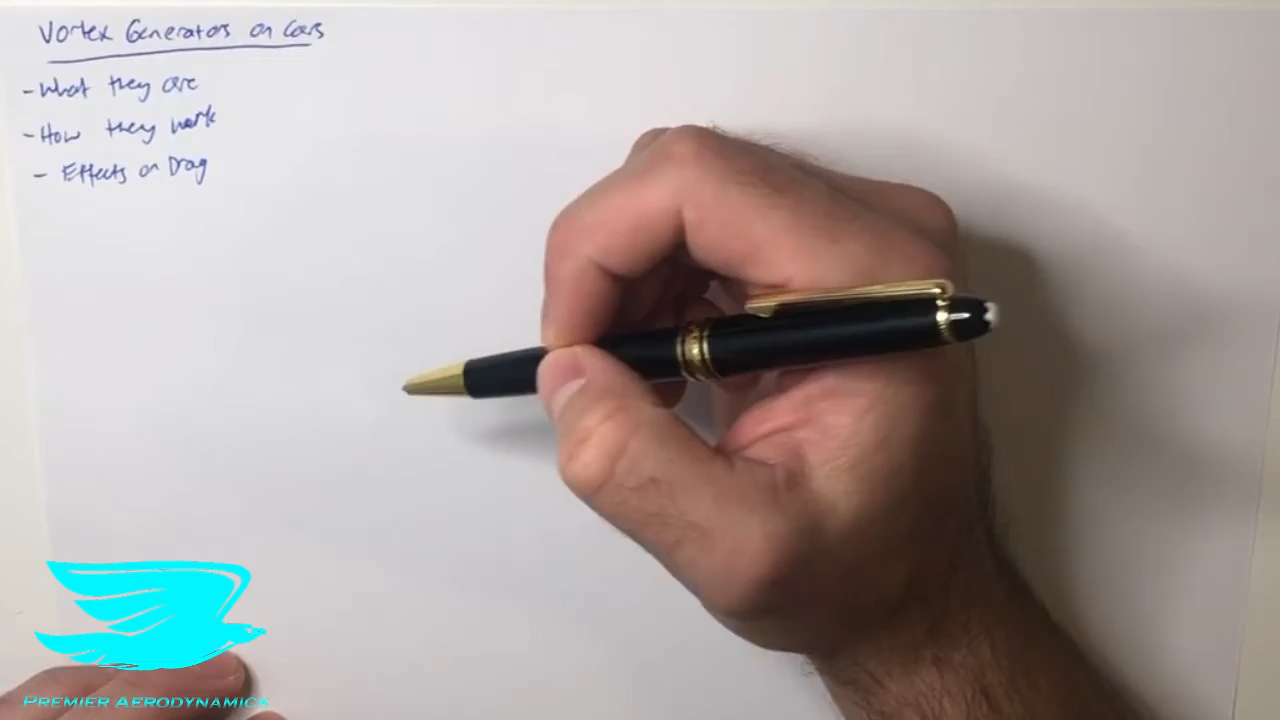 Vortex Generators on Cars
- What they are
- How they work
- Effects on Drag
PREMIER AERODYNAMICS